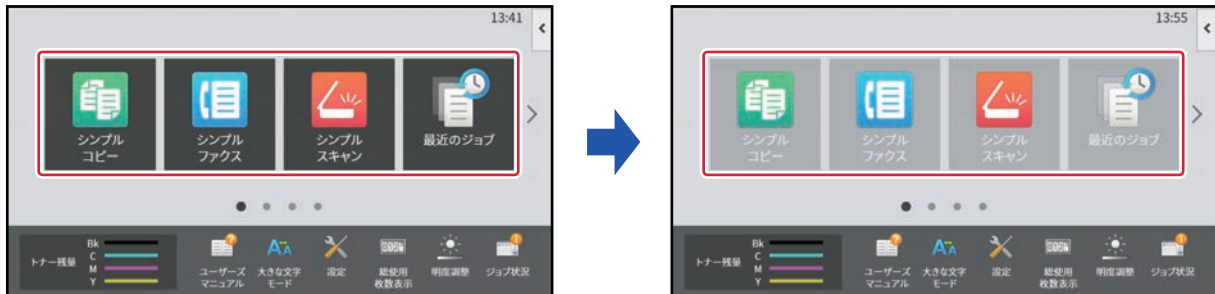 13:41
シンプル
コピー
シンプル
ファクス
シンプル
スキャン
最近のジョブ
トナー残量
Bk
C
M
Y
ユーザーズ
マニュアル
大きな文字
モード
設定
総使用
枚数表示
明度調整
ジョブ状況
13:55
シンプル
コピー
シンプル
ファクス
シンプル
スキャン
最近のジョブ
トナー残量
Bk
C
M
Y
ユーザーズ
マニュアル
大きな文字
モード
設定
総使用
枚数表示
明度調整
ジョブ状況